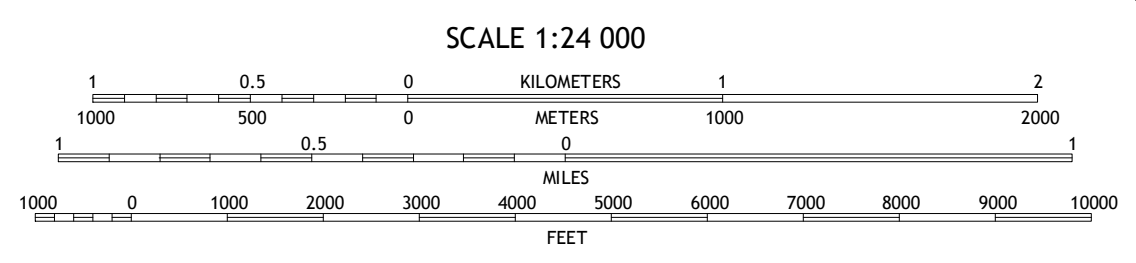 SCALE 1:24 000
1 0.5 0 KILOMETERS 1 2
1000 500 0 METERS 1000 2000
1 0.5 0 1
MILES
1000 0 1000 2000 3000 4000 5000 6000 7000 8000 9000 10000
FEET